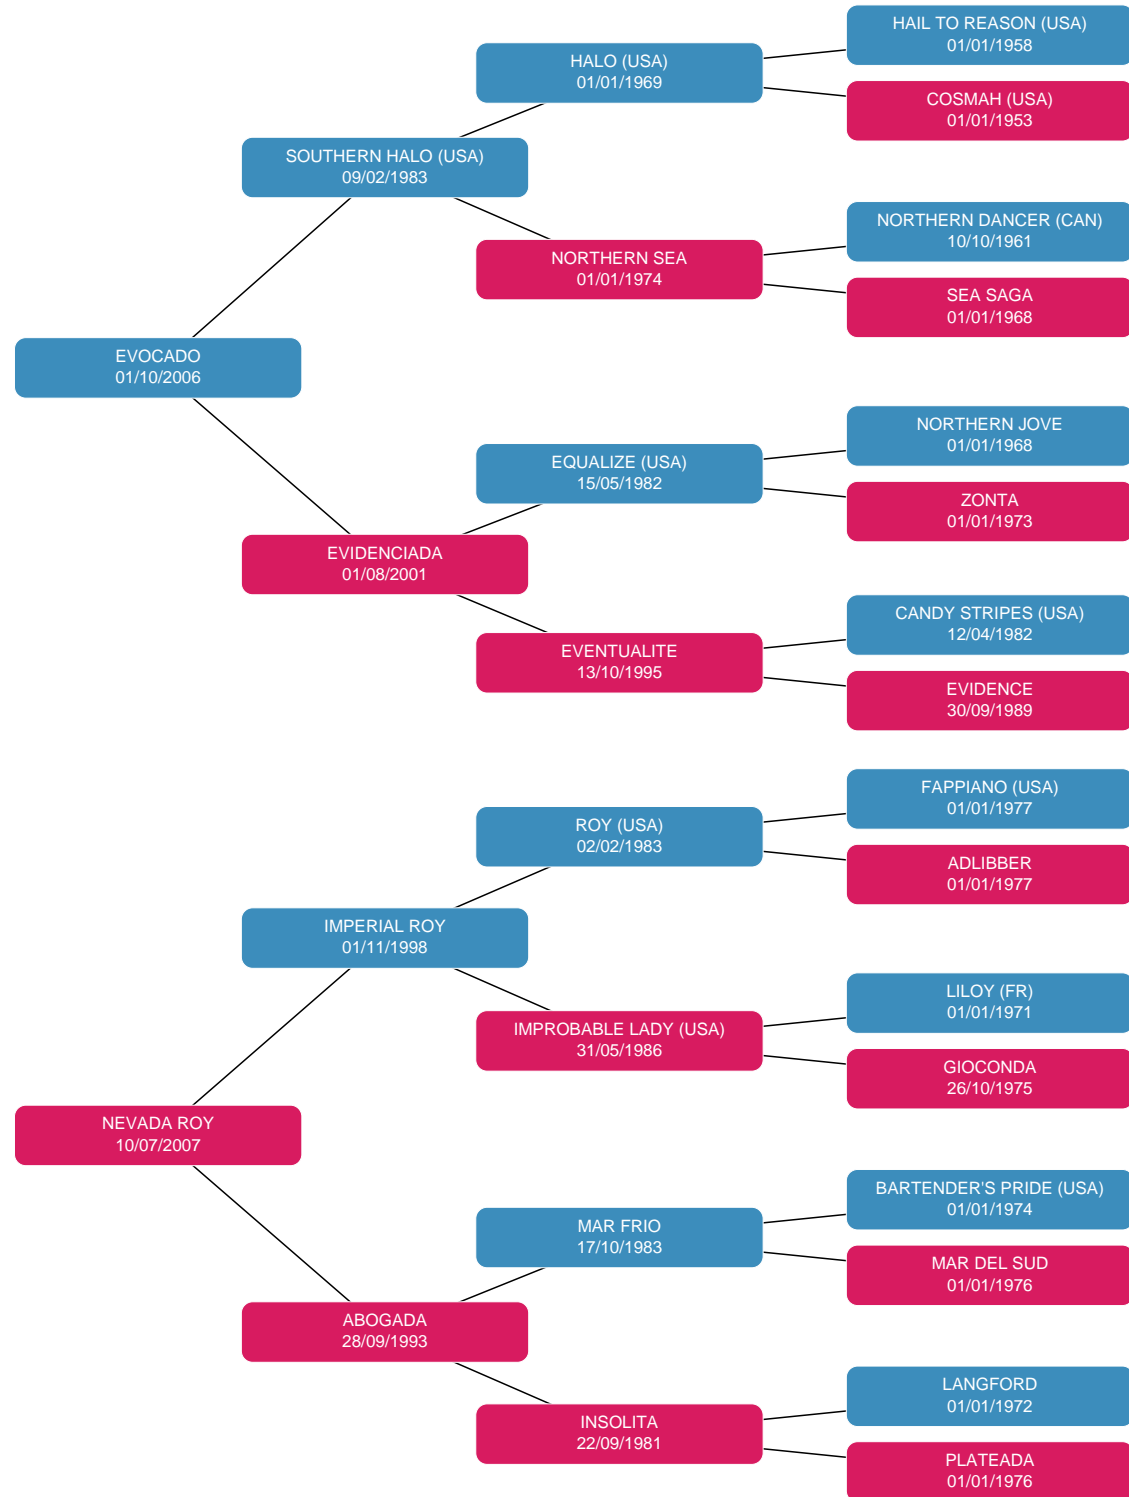 HAIL TO REASON (USA)
01/01/1958
HALO (USA)
01/01/1969
COSMAH (USA)
01/01/1953
SOUTHERN HALO (USA)
09/02/1983
NORTHERN DANCER (CAN)
10/10/1961
NORTHERN SEA
01/01/1974
SEA SAGA
01/01/1968
EVOCADO
01/10/2006
NORTHERN JOVE
01/01/1968
EQUALIZE (USA)
15/05/1982
ZONTA
01/01/1973
EVIDENCIADA
01/08/2001
CANDY STRIPES (USA)
12/04/1982
EVENTUALITE
13/10/1995
EVIDENCE
30/09/1989
FAPPIANO (USA)
01/01/1977
ROY (USA)
02/02/1983
ADLIBBER
01/01/1977
IMPERIAL ROY
01/11/1998
LILOY (FR)
01/01/1971
IMPROBABLE LADY (USA)
31/05/1986
GIOCONDA
26/10/1975
NEVADA ROY
10/07/2007
BARTENDER'S PRIDE (USA)
01/01/1974
MAR FRIO
17/10/1983
MAR DEL SUD
01/01/1976
ABOGADA
28/09/1993
LANGFORD
01/01/1972
INSOLITA
22/09/1981
PLATEADA
01/01/1976